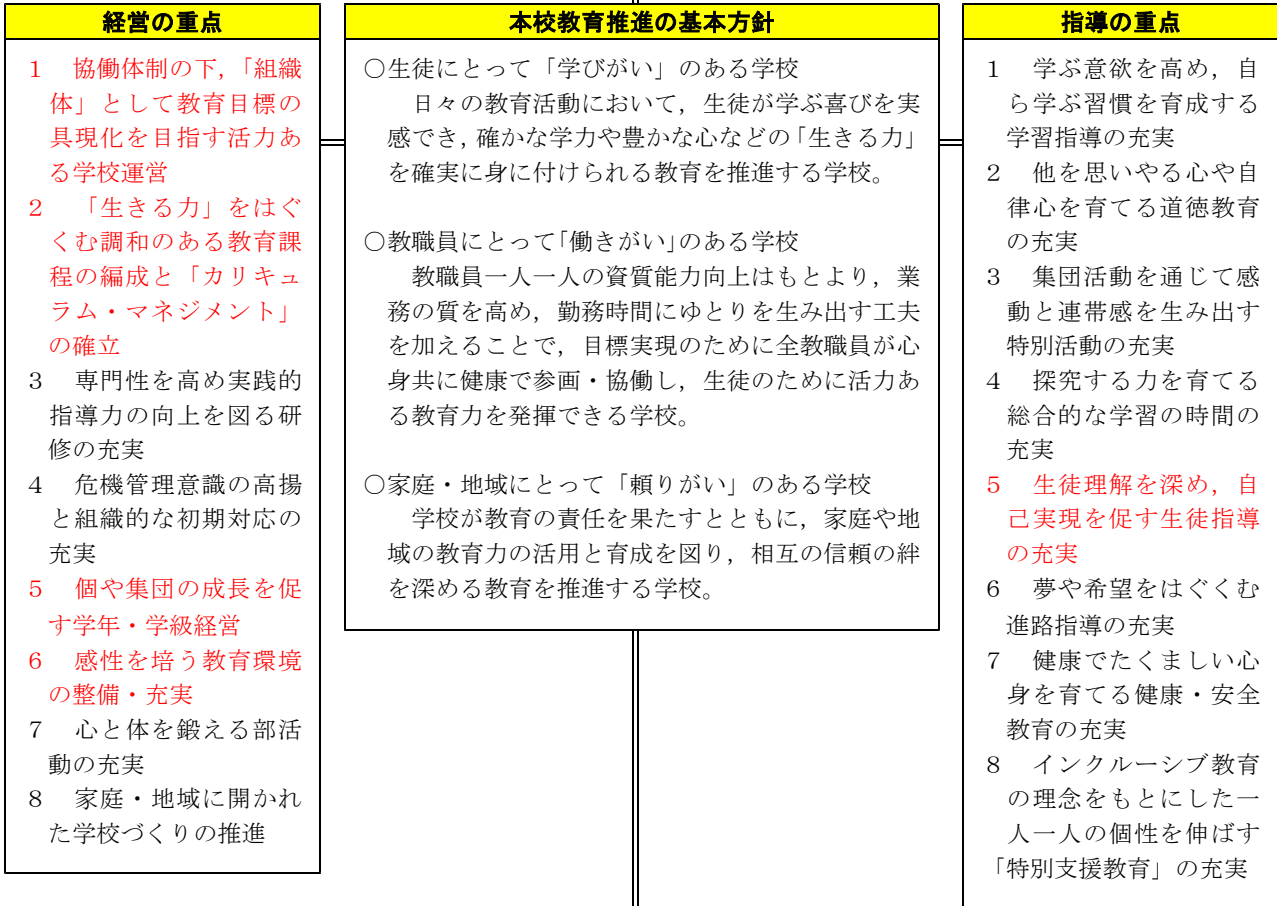 経営の重点
1 協働体制の下，「組織
体」として教育目標の
具現化を目指す活力あ
る学校運営
2 「生きる力」をはぐ
くむ調和のある教育課
程の編成と「カリキュ
ラム・マネジメント」
の確立
3 専門性を高め実践的
指導力の向上を図る研
修の充実
4 危機管理意識の高揚
と組織的な初期対応の
充実
5 個や集団の成長を促
す学年・学級経営
6 感性を培う教育環境
の整備・充実
7 心と体を鍛える部活
動の充実
8 家庭・地域に開かれ
た学校づくりの推進
本校教育推進の基本方針
○生徒にとって「学びがい」のある学校
日々の教育活動において，生徒が学ぶ喜びを実
感でき，確かな学力や豊かな心などの「生きる力」
を確実に身に付けられる教育を推進する学校。
○教職員にとって「働きがい」のある学校
教職員一人一人の資質能力向上はもとより，業
務の質を高め，勤務時間にゆとりを生み出す工夫
を加えることで，目標実現のために全教職員が心
身共に健康で参画・協働し，生徒のために活力あ
る教育力を発揮できる学校。
○家庭・地域にとって「頼りがい」のある学校
学校が教育の責任を果たすとともに，家庭や地
域の教育力の活用と育成を図り，相互の信頼の絆
を深める教育を推進する学校。
指導の重点
1 学ぶ意欲を高め，自
ら学ぶ習慣を育成する
学習指導の充実
2 他を思いやる心や自
律心を育てる道徳教育
の充実
3 集団活動を通じて感
動と連帯感を生み出す
特別活動の充実
4 探究する力を育てる
総合的な学習の時間の
充実
5 生徒理解を深め，自
己実現を促す生徒指導
の充実
6 夢や希望をはぐくむ
進路指導の充実
7 健康でたくましい心
身を育てる健康・安全
教育の充実
8 インクルーシブ教育
の理念をもとにした一
人一人の個性を伸ばす
「特別支援教育」の充実